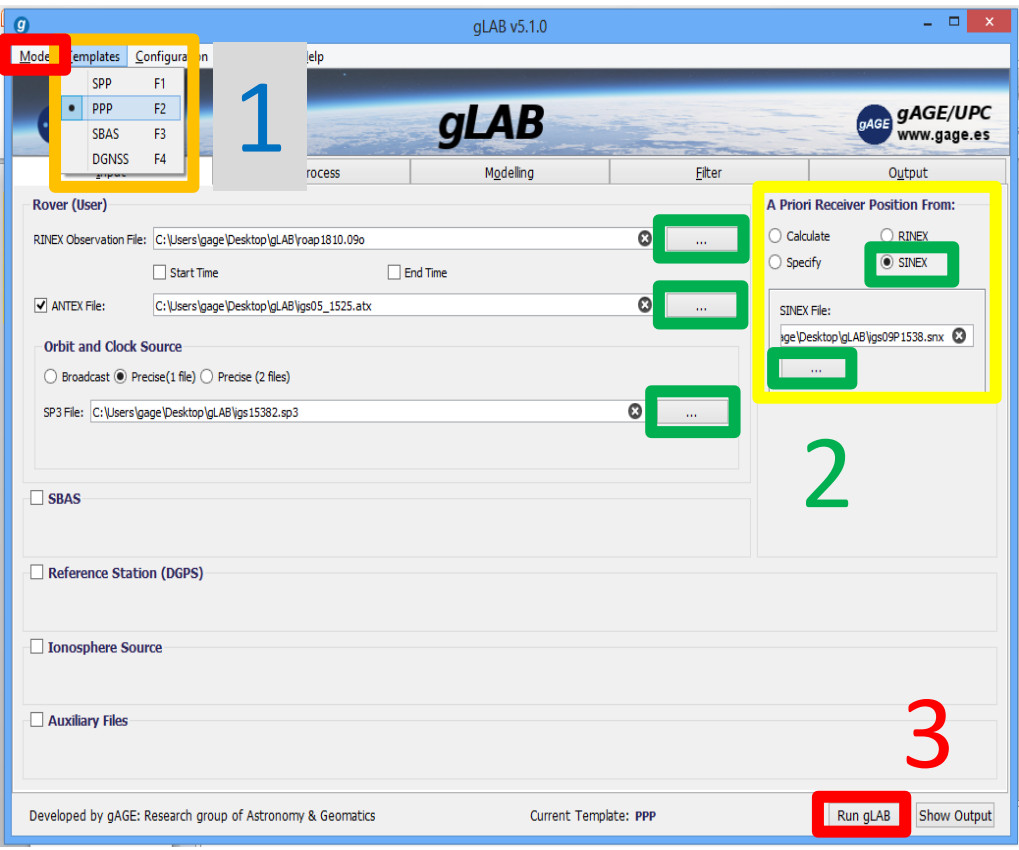 gLAB v5.1.0
Mode Templates Configuration elp
SPP F1
PPP F2
SBAS F3
DGNSS F4
1
gLAB
gAGE gAGE/UPC
www.gage.es
Input rocess Modelling Filter Output
Rover (User)
RINEX Observation File: C:\Users\gage\Desktop\gLAB\roap1810.09o ...
Start Time End Time
ANTEX File: C:\Users\gage\Desktop\gLAB\igs05_1525.atx ...
Orbit and Clock Source
Broadcast Precise(1 file) Precise (2 files)
SP3 File: C:\Users\gage\Desktop\gLAB\igs15382.sp3 ...
A Priori Receiver Position From:
Calculate RINEX
Specify SINEX
SINEX File:
age\Desktop\gLAB\igs09P1538.snx
...
2
SBAS
Reference Station (DGPS)
Ionosphere Source
Auxiliary Files
3
Developed by gAGE: Research group of Astronomy & Geomatics Current Template: PPP Run gLAB Show Output